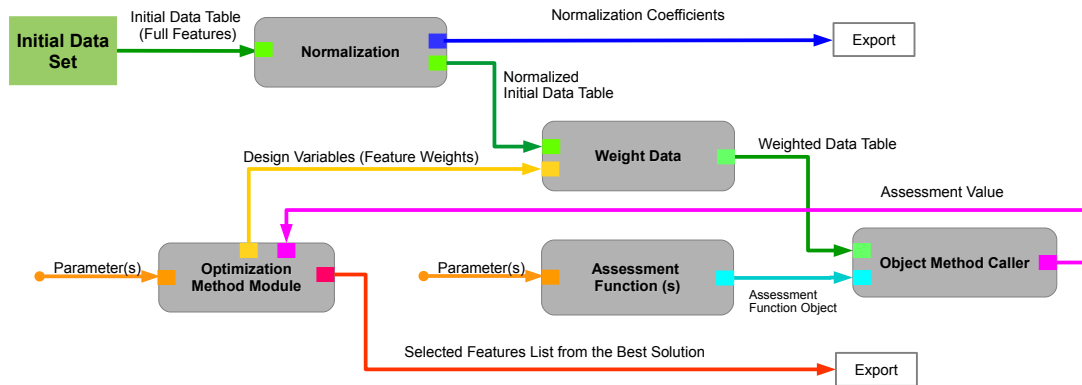 Initial Data
Set
Initial Data Table
(Full Features)
Normalization
Normalization Coefficients
Export
Normalized
Initial Data Table
Design Variables (Feature Weights)
Weight Data
Weighted Data Table
Assessment Value
Parameter(s)
Optimization
Method Module
Parameter(s)
Assessment
Function (s)
Assessment
Function Object
Object Method Caller
Selected Features List from the Best Solution
Export